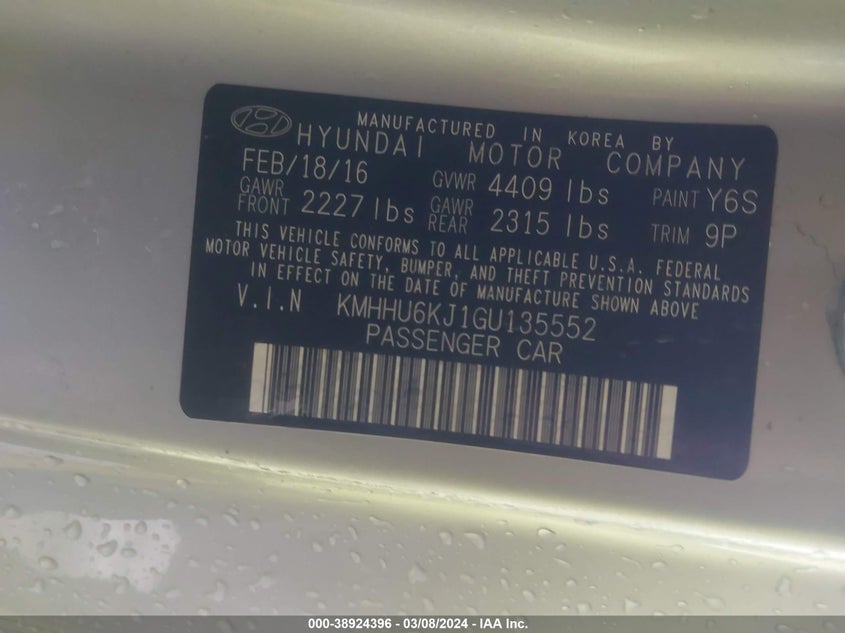 MANUFACTURED IN KOREA BY
HYUNDAI MOTOR COMPANY
FEB/18/16 GVWR 4409 lbs PAINT Y6S
GAWR FRONT 2227 lbs GAWR REAR 2315 lbs TRIM 9P
THIS VEHICLE CONFORMS TO ALL APPLICABLE U.S.A. FEDERAL
MOTOR VEHICLE SAFETY, BUMPER, AND THEFT PREVENTION STANDARDS
IN EFFECT ON THE DATE OF MANUFACTURE SHOWN ABOVE
V.I.N KMHHU6KJ1GU135552
PASSENGER CAR
000-38924396 - 03/08/2024 - IAA Inc.